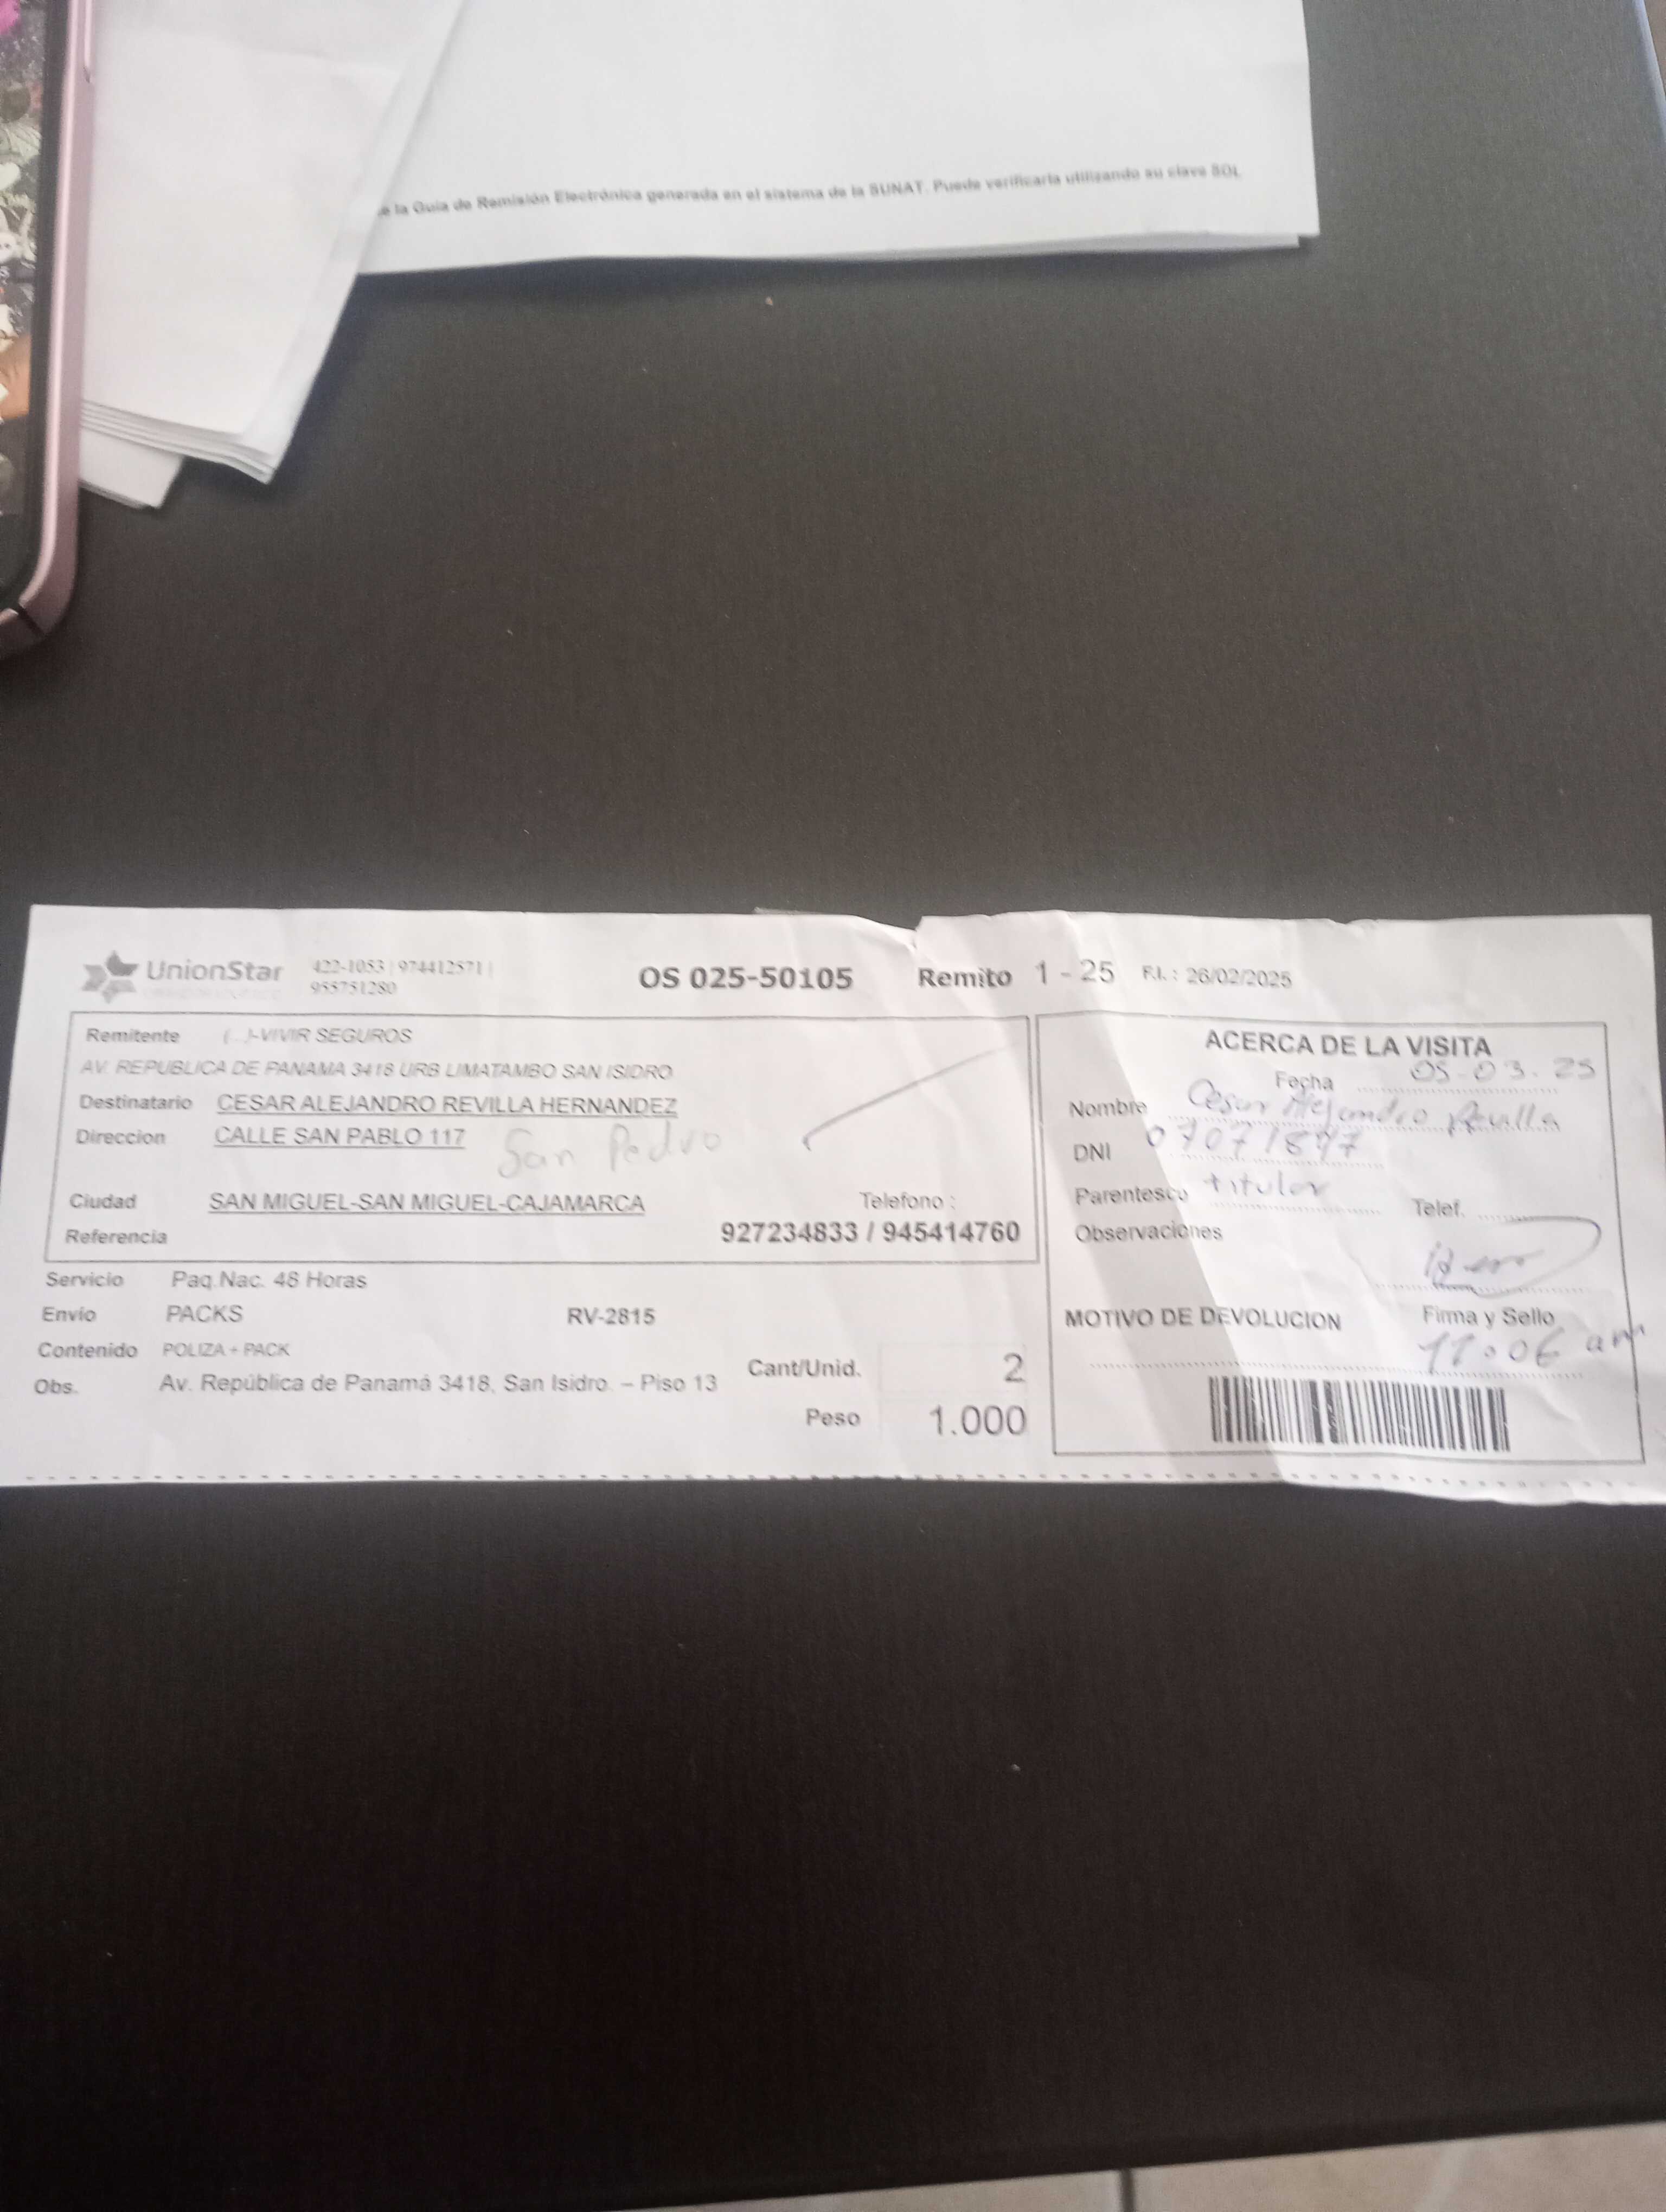 la Guía de Remisión Electrónica generada en el sistema de la SUNAT. Puede verificarla utilizando su clave SOL
UnionStar 422-1053 | 974412571 | OS 025-50105 Remito 1 - 25 F.I. : 26/02/2025
955751280
Remitente (. .)-VIVIR SEGUROS
AV. REPUBLICA DE PANAMA 3418 URB LIMATAMBO SAN ISIDRO
Destinatario CESAR ALEJANDRO REVILLA HERNANDEZ
Direccion CALLE SAN PABLO 117 San Pedro
Ciudad SAN MIGUEL-SAN MIGUEL-CAJAMARCA Telefono :
Referencia 927234833 / 945414760
Servicio Paq.Nac. 48 Horas
Envio PACKS RV-2815
Contenido POLIZA + PACK
Cant/Unid. 2
Obs. Av. República de Panamá 3418, San Isidro. – Piso 13
Peso 1.000
ACERCA DE LA VISITA
Fecha 05-03.25
Nombre Cesar Alejandro Revilla
DNI 07071897
Parentesco titular Telef.
Observaciones
MOTIVO DE DEVOLUCION Firma y Sello
11:06 am